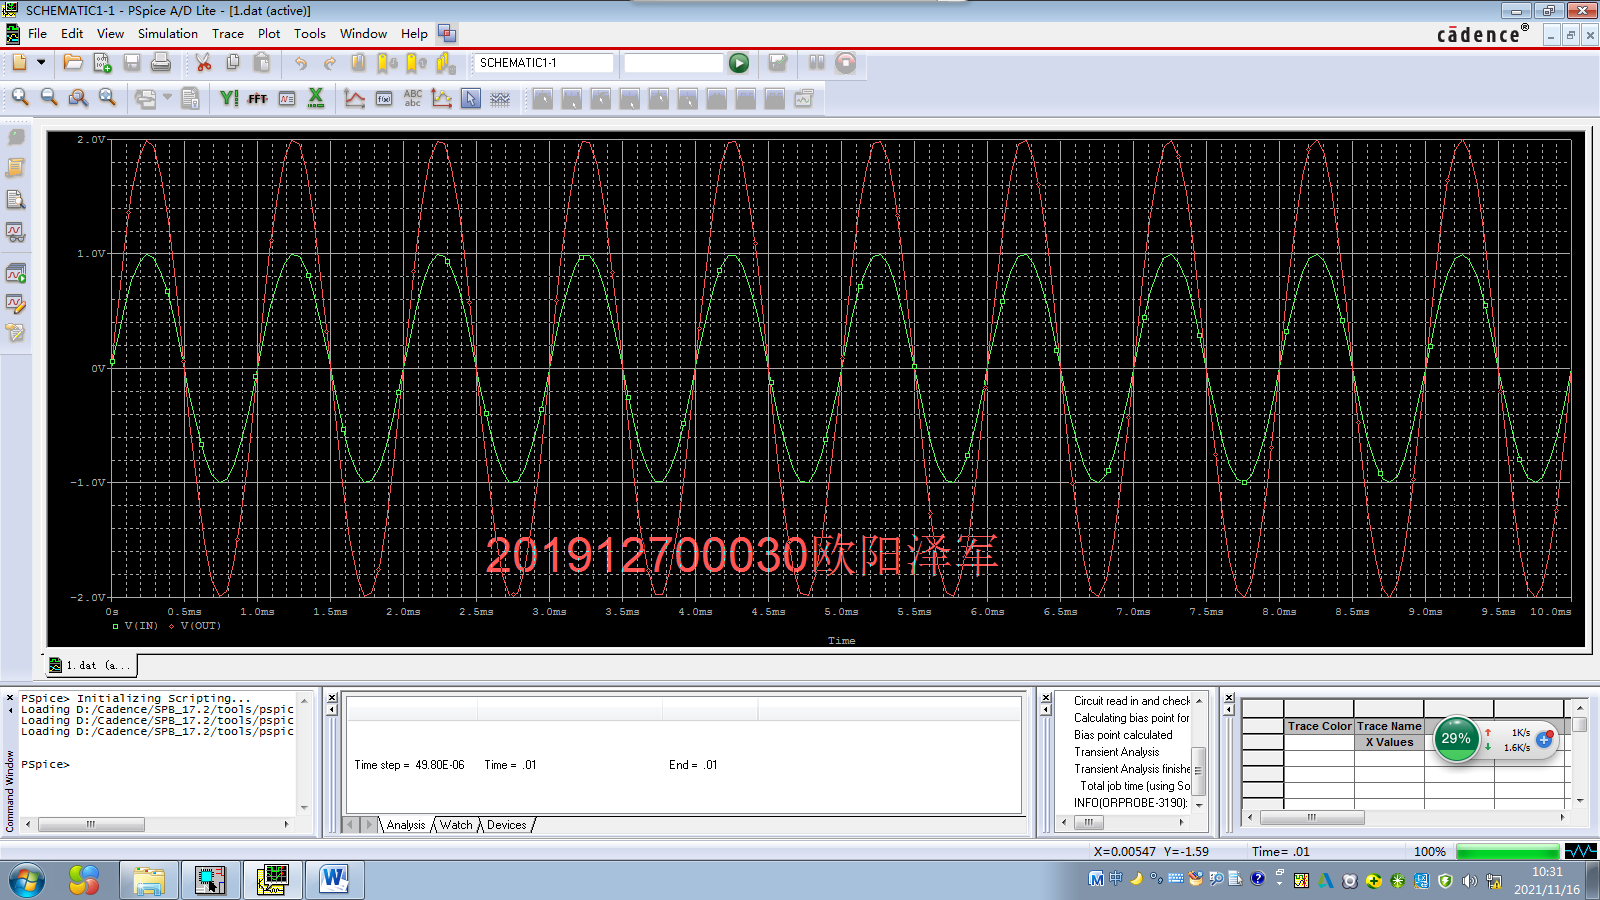 SCHEMATIC1-1 - PSpice A/D Lite - [1.dat (active)]
File Edit View Simulation Trace Plot Tools Window Help
cādence®
SCHEMATIC1-1
FFT
ABC
abc
2.0V
1.0V
0V
-1.0V
-2.0V
201912700030欧阳泽军
0s 0.5ms 1.0ms 1.5ms 2.0ms 2.5ms 3.0ms 3.5ms 4.0ms 4.5ms 5.0ms 5.5ms 6.0ms 6.5ms 7.0ms 7.5ms 8.0ms 8.5ms 9.0ms 9.5ms 10.0ms
V(IN) V(OUT)
Time
1.dat (a...
Command Window
PSpice> Initializing Scripting...
Loading D:/Cadence/SPB_17.2/tools/pspic
Loading D:/Cadence/SPB_17.2/tools/pspic
Loading D:/Cadence/SPB_17.2/tools/pspic
PSpice>
Time step = 49.80E-06 Time = .01 End = .01
Analysis Watch Devices
Circuit read in and check
Calculating bias point for
Bias point calculated
Transient Analysis
Transient Analysis finishe
Total job time (using So
INFO(ORPROBE-3190):
Trace Color Trace Name
X Values
29%
1K/s
1.6K/s
X=0.00547 Y=-1.59 Time= .01 100%
中
10:31
2021/11/16